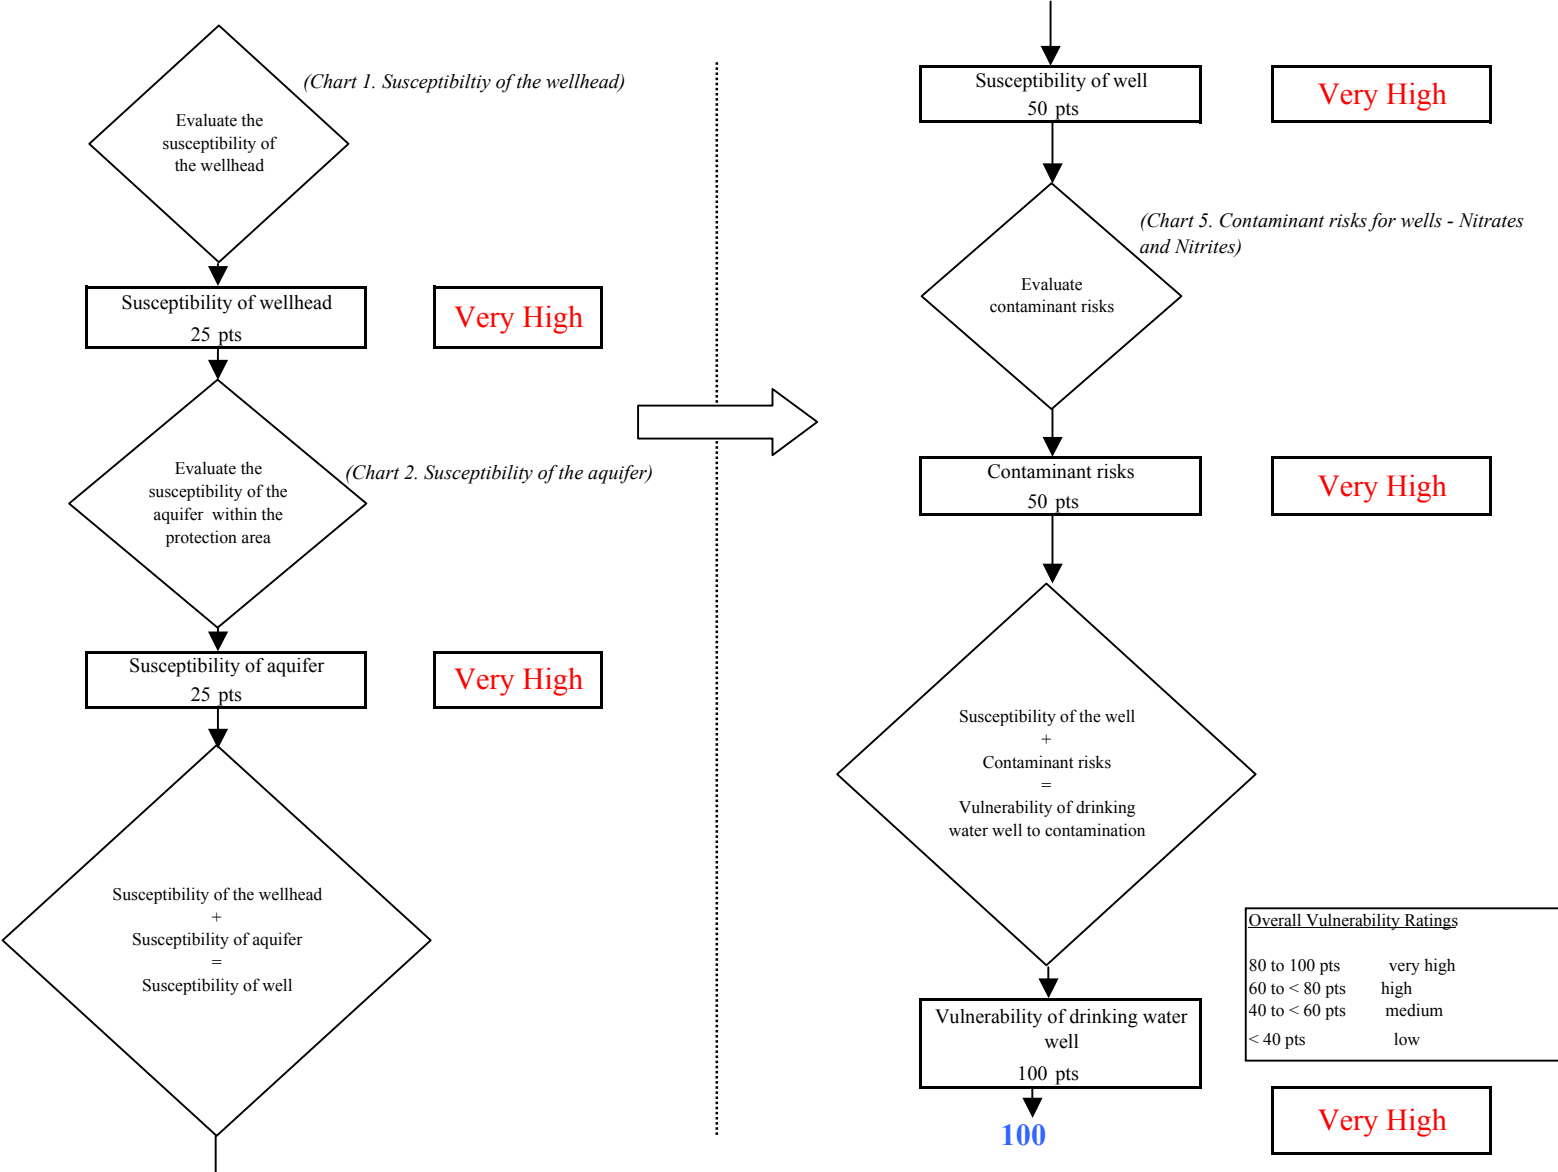 (Chart 1. Susceptibiltiy of the wellhead)
Evaluate the
susceptibility of
the wellhead
Susceptibility of wellhead
25 pts
Very High
(Chart 2. Susceptibility of the aquifer)
Evaluate the
susceptibility of the
aquifer within the
protection area
Susceptibility of aquifer
25 pts
Very High
Susceptibility of the wellhead
+
Susceptibility of aquifer
=
Susceptibility of well
Susceptibility of well
50 pts
Very High
(Chart 5. Contaminant risks for wells - Nitrates
and Nitrites)
Evaluate
contaminant risks
Contaminant risks
50 pts
Very High
Susceptibility of the well
+
Contaminant risks
=
Vulnerability of drinking
water well to contamination
Overall Vulnerability Ratings
80 to 100 pts very high
60 to < 80 pts high
40 to < 60 pts medium
< 40 pts low
Vulnerability of drinking water
well
100 pts
100
Very High